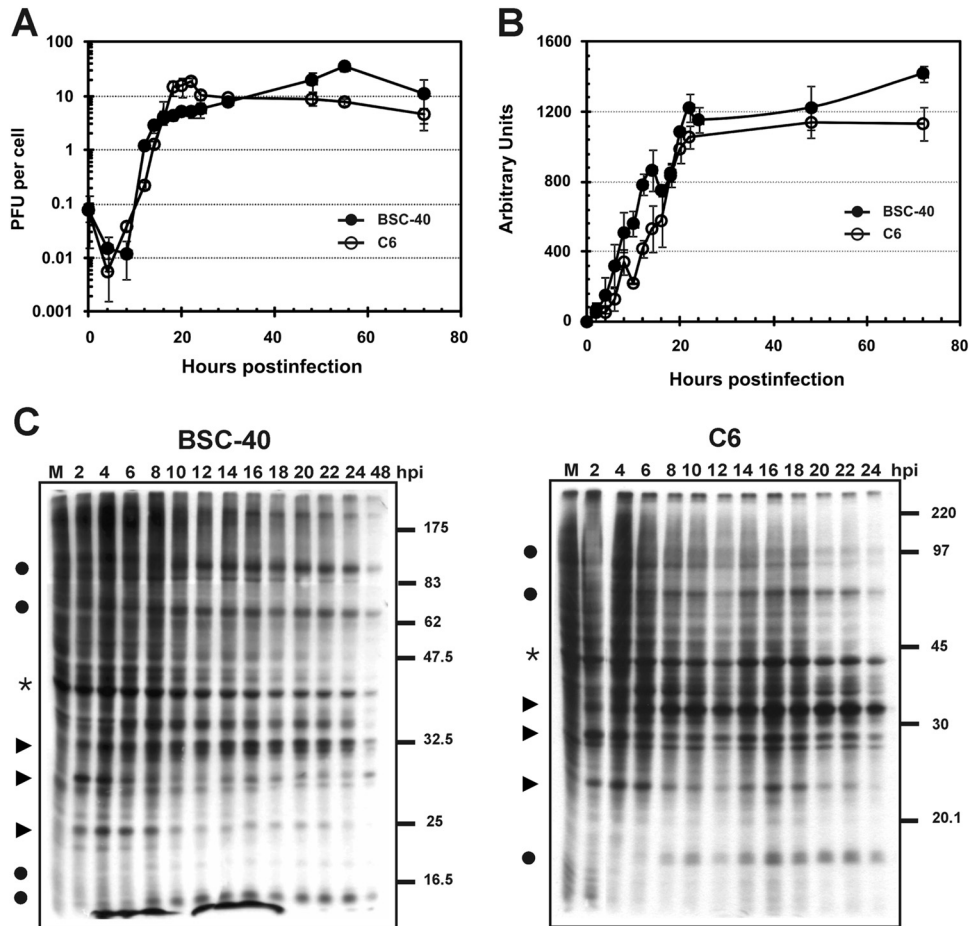 A
100
10
1
0.1
0.01
0.001
PFU per cell
BSC-40
C6
0 20 40 60 80
Hours postinfection
B
1600
1200
800
400
0
Arbitrary Units
BSC-40
C6
0 20 40 60 80
Hours postinfection
C
BSC-40
M 2 4 6 8 10 12 14 16 18 20 22 24 48 hpi
175
83
62
47.5
*
32.5
25
16.5
C6
M 2 4 6 8 10 12 14 16 18 20 22 24 hpi
220
97
45
*
30
20.1